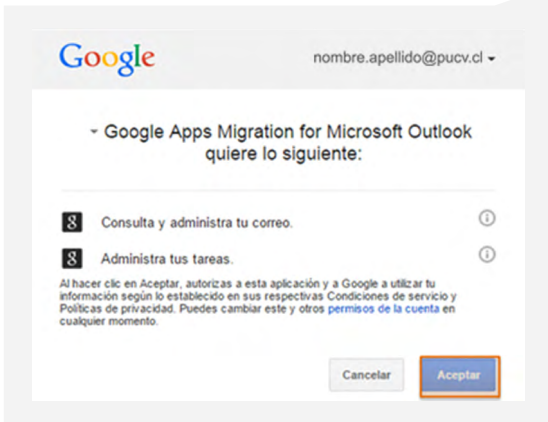 Google
nombre.apellido@pucv.cl
Google Apps Migration for Microsoft Outlook
quiere lo siguiente:
8 Consulta y administra tu correo.
8 Administra tus tareas.
Al hacer clic en Aceptar, autorizas a esta aplicación y a Google a utilizar tu
información según lo establecido en sus respectivas Condiciones de servicio y
Políticas de privacidad. Puedes cambiar este y otros permisos de la cuenta en
cualquier momento.
Cancelar Aceptar